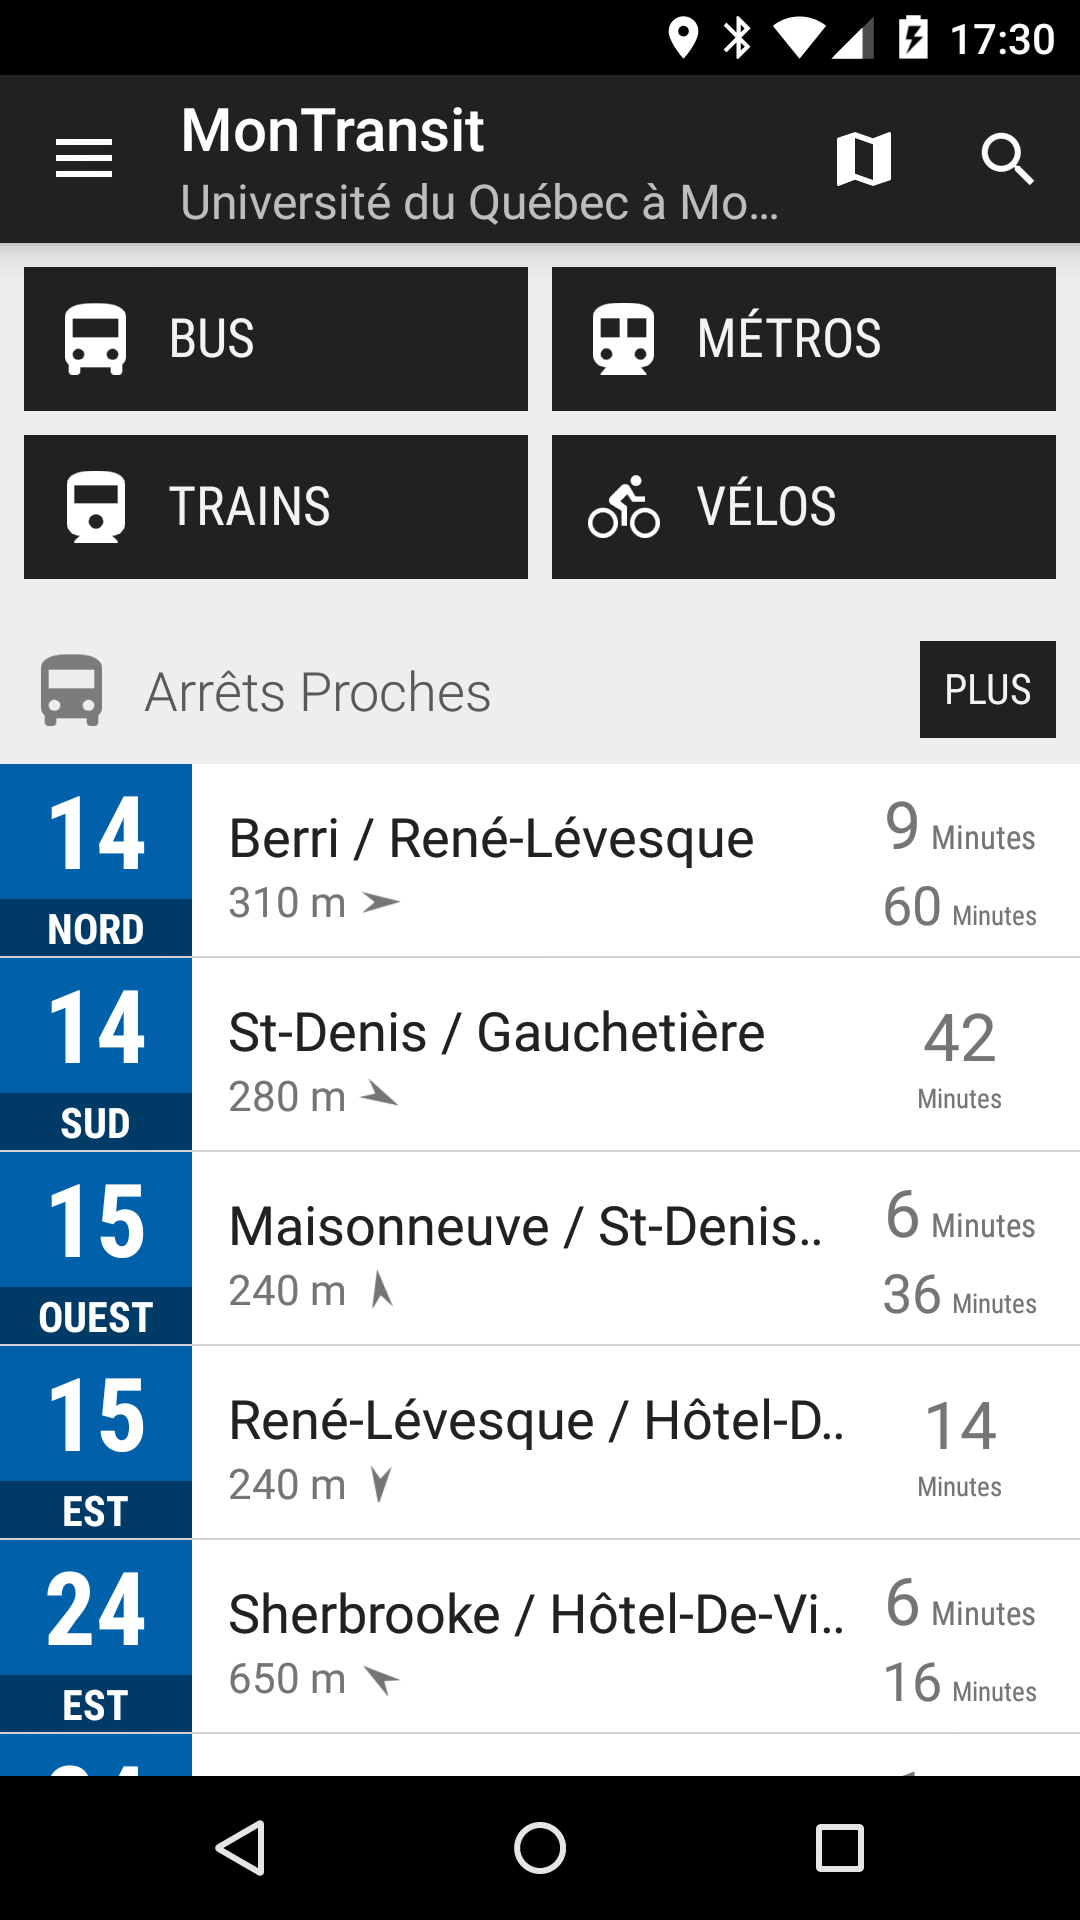 17:30
MonTransit
Université du Québec à Mo...
BUS
MÉTROS
TRAINS
VÉLOS
Arrêts Proches
PLUS
14
NORD
Berri / René-Lévesque
310 m
9 Minutes
60 Minutes
14
SUD
St-Denis / Gauchetière
280 m
42
Minutes
15
OUEST
Maisonneuve / St-Denis..
240 m
6 Minutes
36 Minutes
15
EST
René-Lévesque / Hôtel-D..
240 m
14
Minutes
24
EST
Sherbrooke / Hôtel-De-Vi..
650 m
6 Minutes
16 Minutes